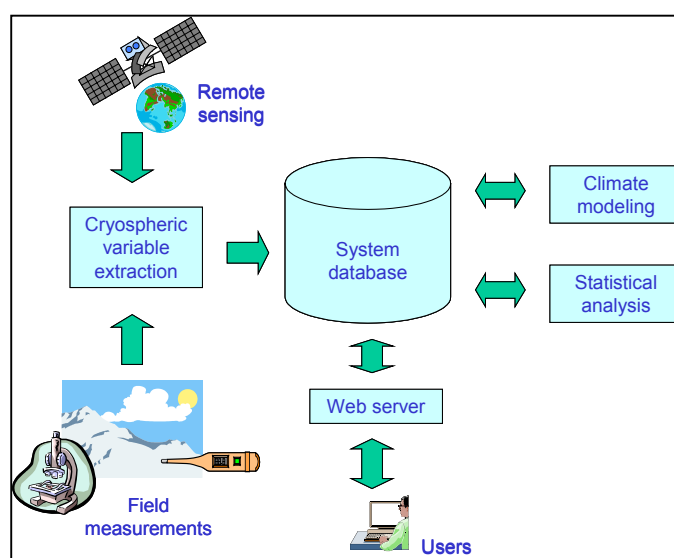 Remote
sensing
Cryospheric
variable
extraction
System
database
Climate
modeling
Statistical
analysis
Web server
Field
measurements
Users